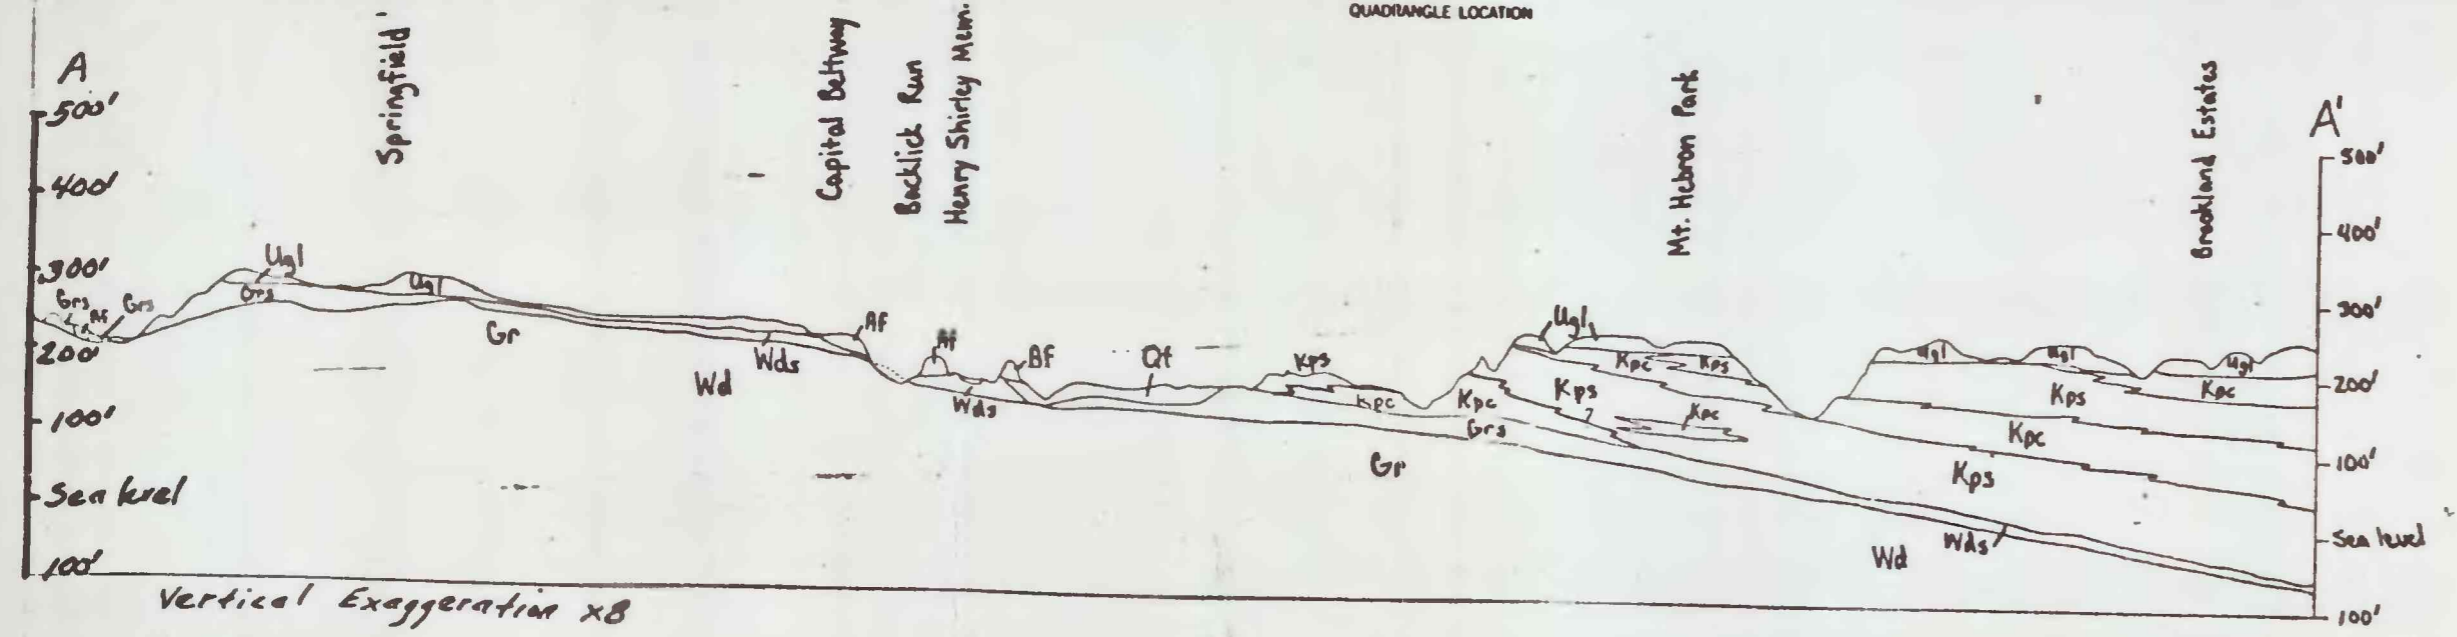 QUADRANGLE LOCATION
A
Springfield
Capital Beltway
Backlick Run
Henry Shirley Mem.
Mt. Hebron Park
Brookland Estates
A'
500'
400'
300'
200'
100'
Sea level
100'
Grs
Af
Grs
Ugl
Grs
Ugl
Gr
Wd
Wds
Af
Af
Wds
Bf
Qf
Kps
Kpc
Gr
Grs
Kpc
Ugl
Kpc
Kps
Kps
?
Kpc
Ugl
Ugl
Ugl
Kps
Kpc
Kpc
Kps
Wd
Wds
500'
400'
300'
200'
100'
Sea level
100'
Vertical Exaggeration x8